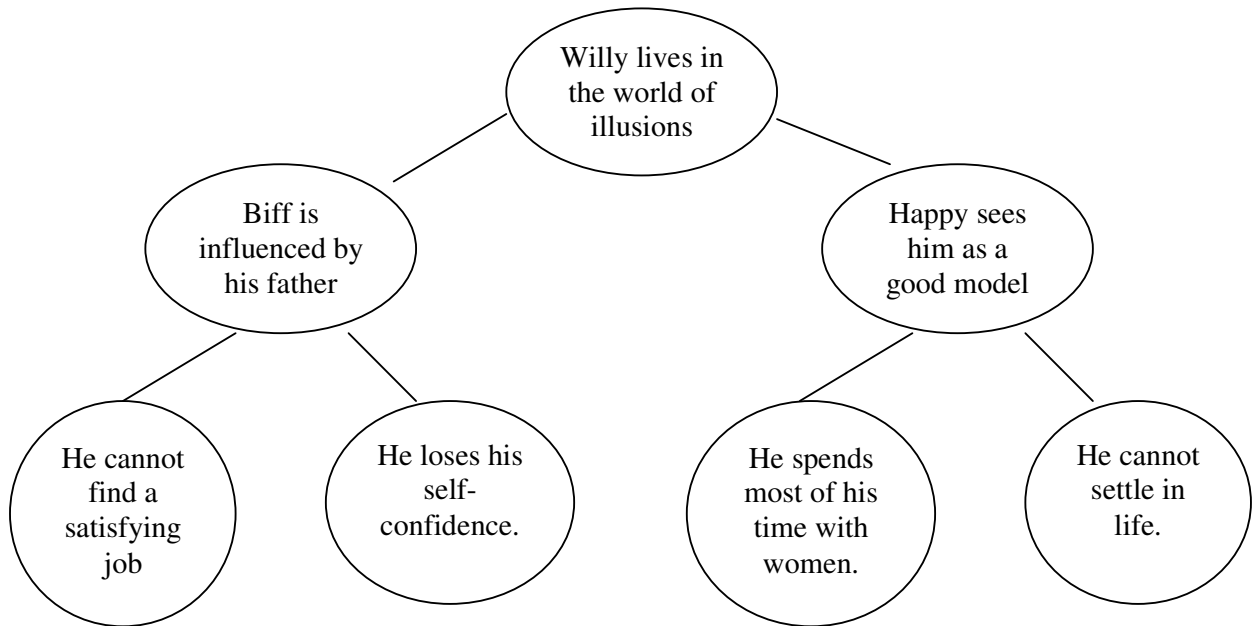 Willy lives in
the world of
illusions
Biff is
influenced by
his father
Happy sees
him as a
good model
He cannot
find a
satisfying
job
He loses his
self-
confidence.
He spends
most of his
time with
women.
He cannot
settle in
life.